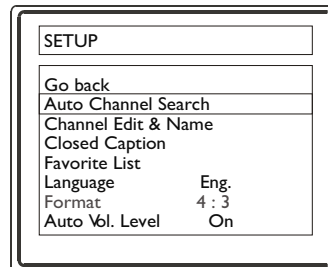 SETUP
Go back
Auto Channel Search
Channel Edit & Name
Closed Caption
Favorite List
Language Eng.
Format 4 : 3
Auto Vol. Level On